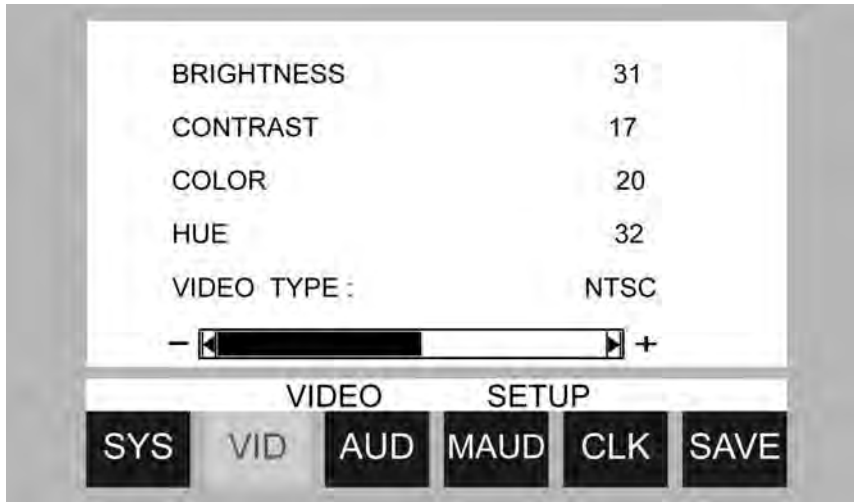 BRIGHTNESS 31
CONTRAST 17
COLOR 20
HUE 32
VIDEO TYPE : NTSC
− +
VIDEO SETUP
SYS VID AUD MAUD CLK SAVE